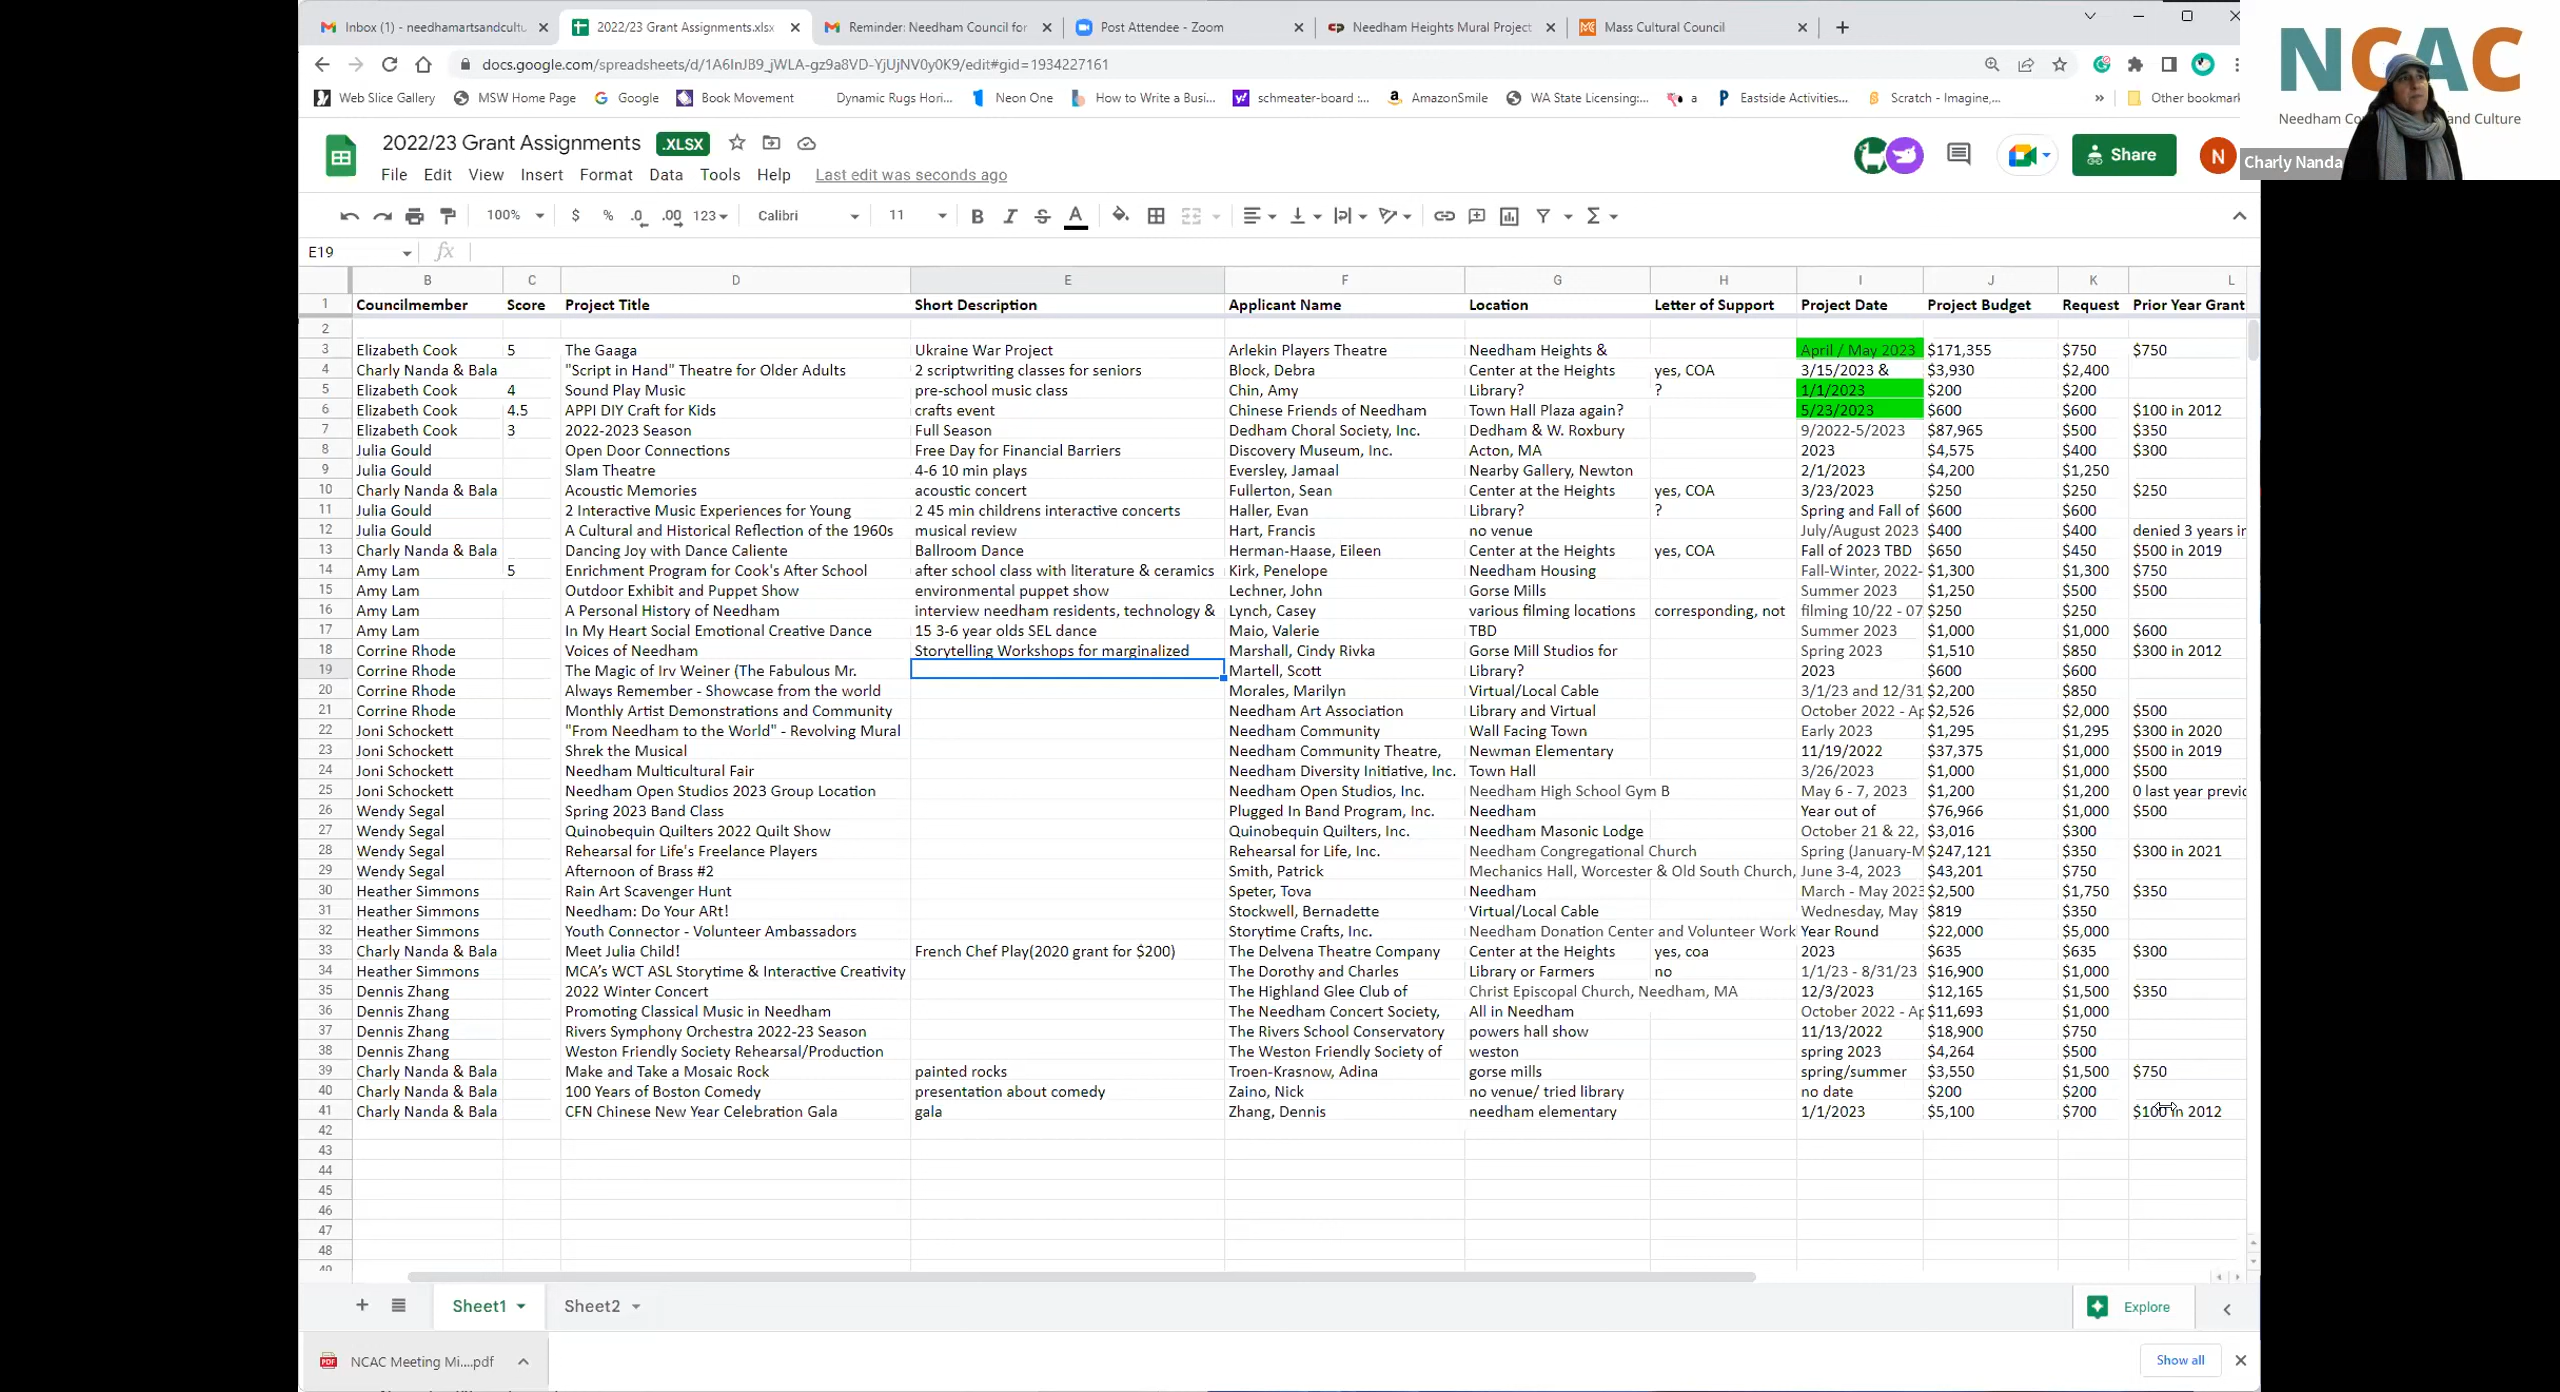 Inbox (1) - needhamartsandcultu
2022/23 Grant Assignments.xlsx
Reminder: Needham Council for
Post Attendee - Zoom
Needham Heights Mural Project
Mass Cultural Council
docs.google.com/spreadsheets/d/1A6InJB9_jWLA-gz9a8VD-YjUjNV0y0K9/edit#gid=1934227161
Web Slice Gallery MSW Home Page Google Book Movement Dynamic Rugs Hori... Neon One How to Write a Busi... schmeater-board :... AmazonSmile WA State Licensing:... a Eastside Activities... Scratch - Imagine,... » Other bookmar
NCAC
Needham Co and Culture
Charly Nanda
2022/23 Grant Assignments .XLSX
File Edit View Insert Format Data Tools Help Last edit was seconds ago
Share
N
100% $ % .0 .00 123 Calibri 11 B I S A
E19 fx
B C D E F G H I J K L
1 Councilmember Score Project Title Short Description Applicant Name Location Letter of Support Project Date Project Budget Request Prior Year Grant
2
3 Elizabeth Cook 5 The Gaaga Ukraine War Project Arlekin Players Theatre Needham Heights & April / May 2023 $171,355 $750 $750
4 Charly Nanda & Bala "Script in Hand" Theatre for Older Adults 2 scriptwriting classes for seniors Block, Debra Center at the Heights yes, COA 3/15/2023 & $3,930 $2,400
5 Elizabeth Cook 4 Sound Play Music pre-school music class Chin, Amy Library? ? 1/1/2023 $200 $200
6 Elizabeth Cook 4.5 APPI DIY Craft for Kids crafts event Chinese Friends of Needham Town Hall Plaza again? 5/23/2023 $600 $600 $100 in 2012
7 Elizabeth Cook 3 2022-2023 Season Full Season Dedham Choral Society, Inc. Dedham & W. Roxbury 9/2022-5/2023 $87,965 $500 $350
8 Julia Gould Open Door Connections Free Day for Financial Barriers Discovery Museum, Inc. Acton, MA 2023 $4,575 $400 $300
9 Julia Gould Slam Theatre 4-6 10 min plays Eversley, Jamaal Nearby Gallery, Newton 2/1/2023 $4,200 $1,250
10 Charly Nanda & Bala Acoustic Memories acoustic concert Fullerton, Sean Center at the Heights yes, COA 3/23/2023 $250 $250 $250
11 Julia Gould 2 Interactive Music Experiences for Young 2 45 min childrens interactive concerts Haller, Evan Library? ? Spring and Fall of $600 $600
12 Julia Gould A Cultural and Historical Reflection of the 1960s musical review Hart, Francis no venue July/August 2023 $400 $400 denied 3 years in
13 Charly Nanda & Bala Dancing Joy with Dance Caliente Ballroom Dance Herman-Haase, Eileen Center at the Heights yes, COA Fall of 2023 TBD $650 $450 $500 in 2019
14 Amy Lam 5 Enrichment Program for Cook's After School after school class with literature & ceramics Kirk, Penelope Needham Housing Fall-Winter, 2022- $1,300 $1,300 $750
15 Amy Lam Outdoor Exhibit and Puppet Show environmental puppet show Lechner, John Gorse Mills Summer 2023 $1,250 $500 $500
16 Amy Lam A Personal History of Needham interview needham residents, technology & Lynch, Casey various filming locations corresponding, not filming 10/22 - 07 $250 $250
17 Amy Lam In My Heart Social Emotional Creative Dance 15 3-6 year olds SEL dance Maio, Valerie TBD Summer 2023 $1,000 $1,000 $600
18 Corrine Rhode Voices of Needham Storytelling Workshops for marginalized Marshall, Cindy Rivka Gorse Mill Studios for Spring 2023 $1,510 $850 $300 in 2012
19 Corrine Rhode The Magic of Irv Weiner (The Fabulous Mr. Martell, Scott Library? 2023 $600 $600
20 Corrine Rhode Always Remember - Showcase from the world Morales, Marilyn Virtual/Local Cable 3/1/23 and 12/31 $2,200 $850
21 Corrine Rhode Monthly Artist Demonstrations and Community Needham Art Association Library and Virtual October 2022 - Ap $2,526 $2,000 $500
22 Joni Schockett "From Needham to the World" - Revolving Mural Needham Community Wall Facing Town Early 2023 $1,295 $1,295 $300 in 2020
23 Joni Schockett Shrek the Musical Needham Community Theatre, Newman Elementary 11/19/2022 $37,375 $1,000 $500 in 2019
24 Joni Schockett Needham Multicultural Fair Needham Diversity Initiative, Inc. Town Hall 3/26/2023 $1,000 $1,000 $500
25 Joni Schockett Needham Open Studios 2023 Group Location Needham Open Studios, Inc. Needham High School Gym B May 6 - 7, 2023 $1,200 $1,200 0 last year previc
26 Wendy Segal Spring 2023 Band Class Plugged In Band Program, Inc. Needham Year out of $76,966 $1,000 $500
27 Wendy Segal Quinobequin Quilters 2022 Quilt Show Quinobequin Quilters, Inc. Needham Masonic Lodge October 21 & 22, $3,016 $300
28 Wendy Segal Rehearsal for Life's Freelance Players Rehearsal for Life, Inc. Needham Congregational Church Spring (January-M $247,121 $350 $300 in 2021
29 Wendy Segal Afternoon of Brass #2 Smith, Patrick Mechanics Hall, Worcester & Old South Church, June 3-4, 2023 $43,201 $750
30 Heather Simmons Rain Art Scavenger Hunt Speter, Tova Needham March - May 2023 $2,500 $1,750 $350
31 Heather Simmons Needham: Do Your ARt! Stockwell, Bernadette Virtual/Local Cable Wednesday, May $819 $350
32 Heather Simmons Youth Connector - Volunteer Ambassadors Storytime Crafts, Inc. Needham Donation Center and Volunteer Work Year Round $22,000 $5,000
33 Charly Nanda & Bala Meet Julia Child! French Chef Play(2020 grant for $200) The Delvena Theatre Company Center at the Heights yes, coa 2023 $635 $635 $300
34 Heather Simmons MCA's WCT ASL Storytime & Interactive Creativity The Dorothy and Charles Library or Farmers no 1/1/23 - 8/31/23 $16,900 $1,000
35 Dennis Zhang 2022 Winter Concert The Highland Glee Club of Christ Episcopal Church, Needham, MA 12/3/2023 $12,165 $1,500 $350
36 Dennis Zhang Promoting Classical Music in Needham The Needham Concert Society, All in Needham October 2022 - Ap $11,693 $1,000
37 Dennis Zhang Rivers Symphony Orchestra 2022-23 Season The Rivers School Conservatory powers hall show 11/13/2022 $18,900 $750
38 Dennis Zhang Weston Friendly Society Rehearsal/Production The Weston Friendly Society of weston spring 2023 $4,264 $500
39 Charly Nanda & Bala Make and Take a Mosaic Rock painted rocks Troen-Krasnow, Adina gorse mills spring/summer $3,550 $1,500 $750
40 Charly Nanda & Bala 100 Years of Boston Comedy presentation about comedy Zaino, Nick no venue/ tried library no date $200 $200
41 Charly Nanda & Bala CFN Chinese New Year Celebration Gala gala Zhang, Dennis needham elementary 1/1/2023 $5,100 $700 $100 in 2012
42
43
44
45
46
47
48
49
Sheet1 Sheet2 Explore
NCAC Meeting Mi....pdf Show all